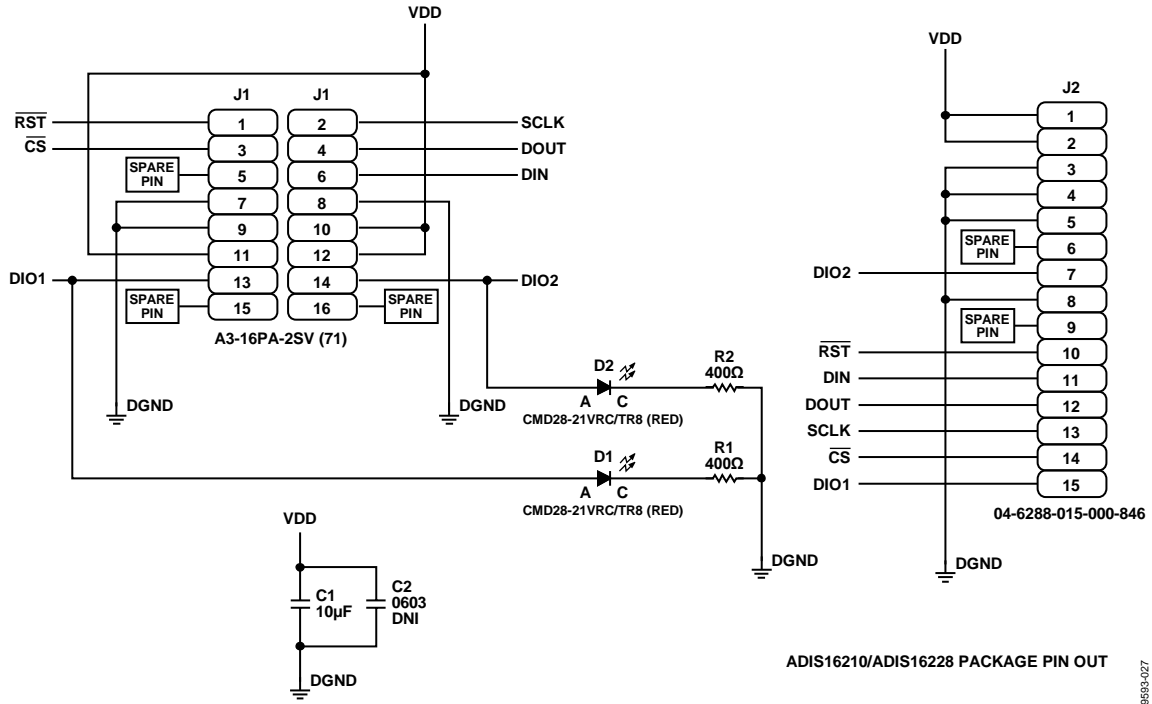 VDD
J1 J1
RST 1 2 SCLK
CS 3 4 DOUT
SPARE PIN 5 6 DIN
7 8
9 10
11 12
DIO1 13 14 DIO2
SPARE PIN 15 16 SPARE PIN
A3-16PA-2SV (71)
DGND
DGND
D2
R2
400Ω
A C
CMD28-21VRC/TR8 (RED)
D1
R1
400Ω
A C
CMD28-21VRC/TR8 (RED)
DGND
VDD
C1
10µF
C2
0603
DNI
DGND
VDD
J2
1
2
3
4
5
SPARE PIN 6
DIO2 7
8
SPARE PIN 9
RST 10
DIN 11
DOUT 12
SCLK 13
CS 14
DIO1 15
04-6288-015-000-846
DGND
ADIS16210/ADIS16228 PACKAGE PIN OUT
9593-027